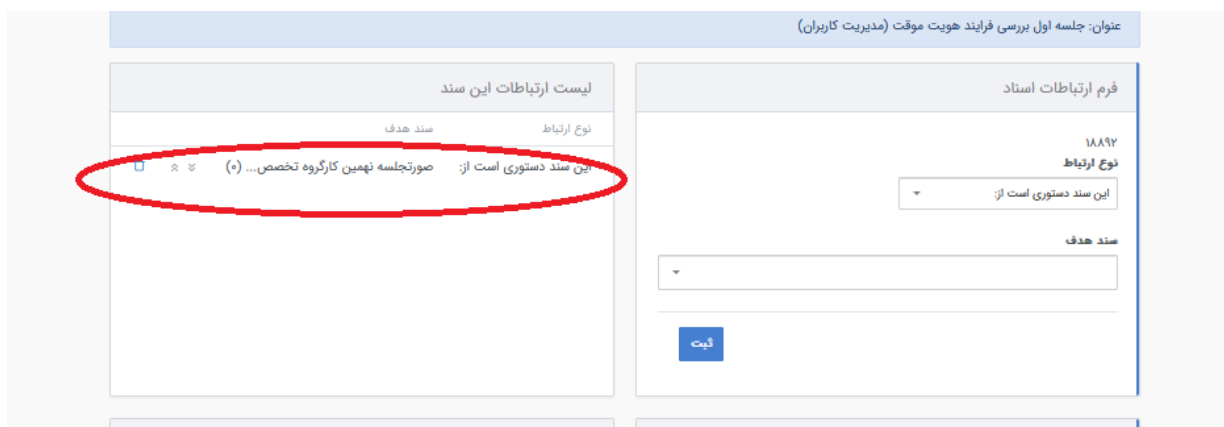 عنوان: جلسه اول بررسی فرایند هویت موقت (مدیریت کاربران)
فرم ارتباطات اسناد
۱۸۸۹۲
نوع ارتباط
این سند دستوری است از:
سند هدف
ثبت
لیست ارتباطات این سند
نوع ارتباط سند هدف
این سند دستوری است از: صورتجلسه نهمین کارگروه تخصص... (۰)